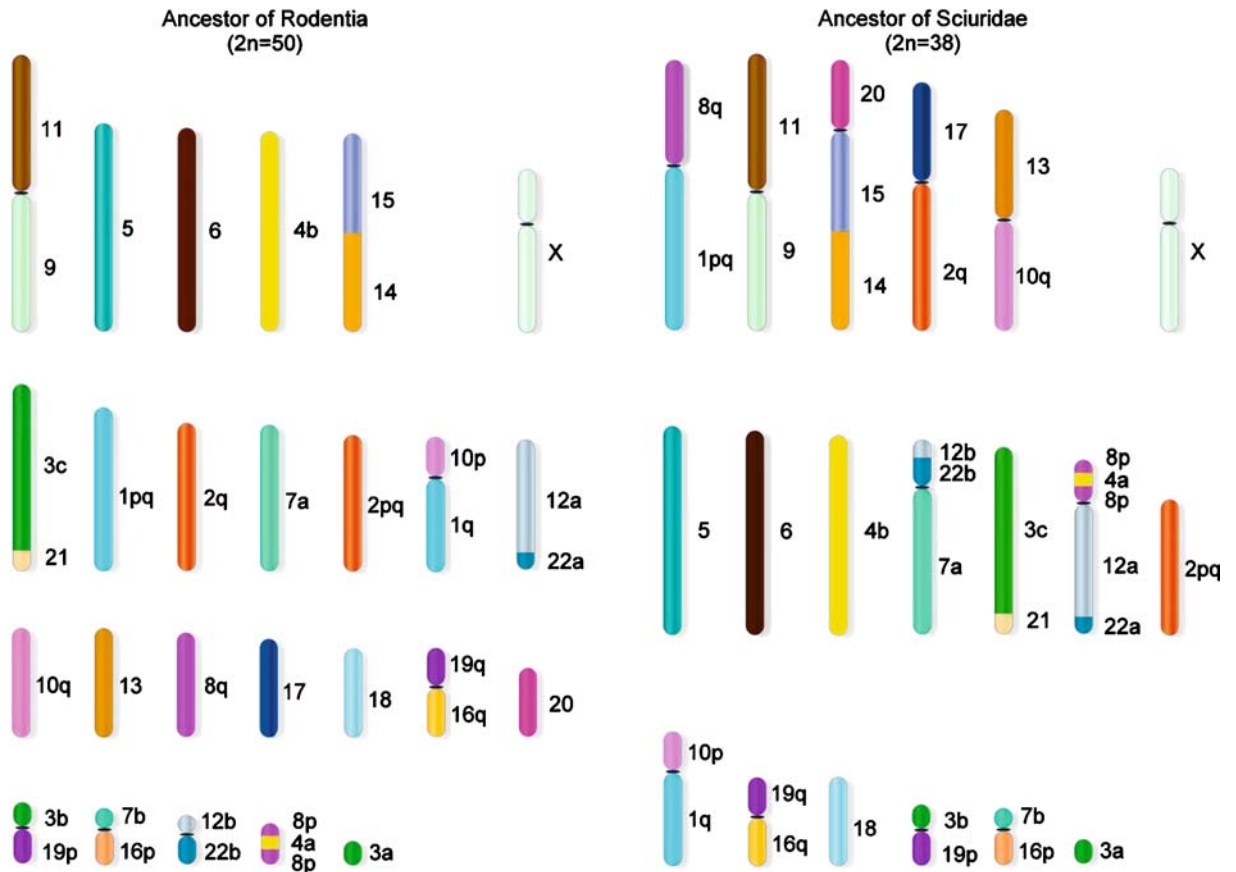 Ancestor of Rodentia
(2n=50)
11
9
5
6
4b
15
14
X
3c
21
1pq
2q
7a
2pq
10p
1q
12a
22a
10q
13
8q
17
18
19q
16q
20
3b
19p
7b
16p
12b
22b
8p
4a
8p
3a
Ancestor of Sciuridae
(2n=38)
8q
1pq
11
9
20
15
14
17
2q
13
10q
X
5
6
4b
12b
22b
7a
3c
21
8p
4a
8p
12a
22a
2pq
10p
1q
19q
16q
18
3b
19p
7b
16p
3a